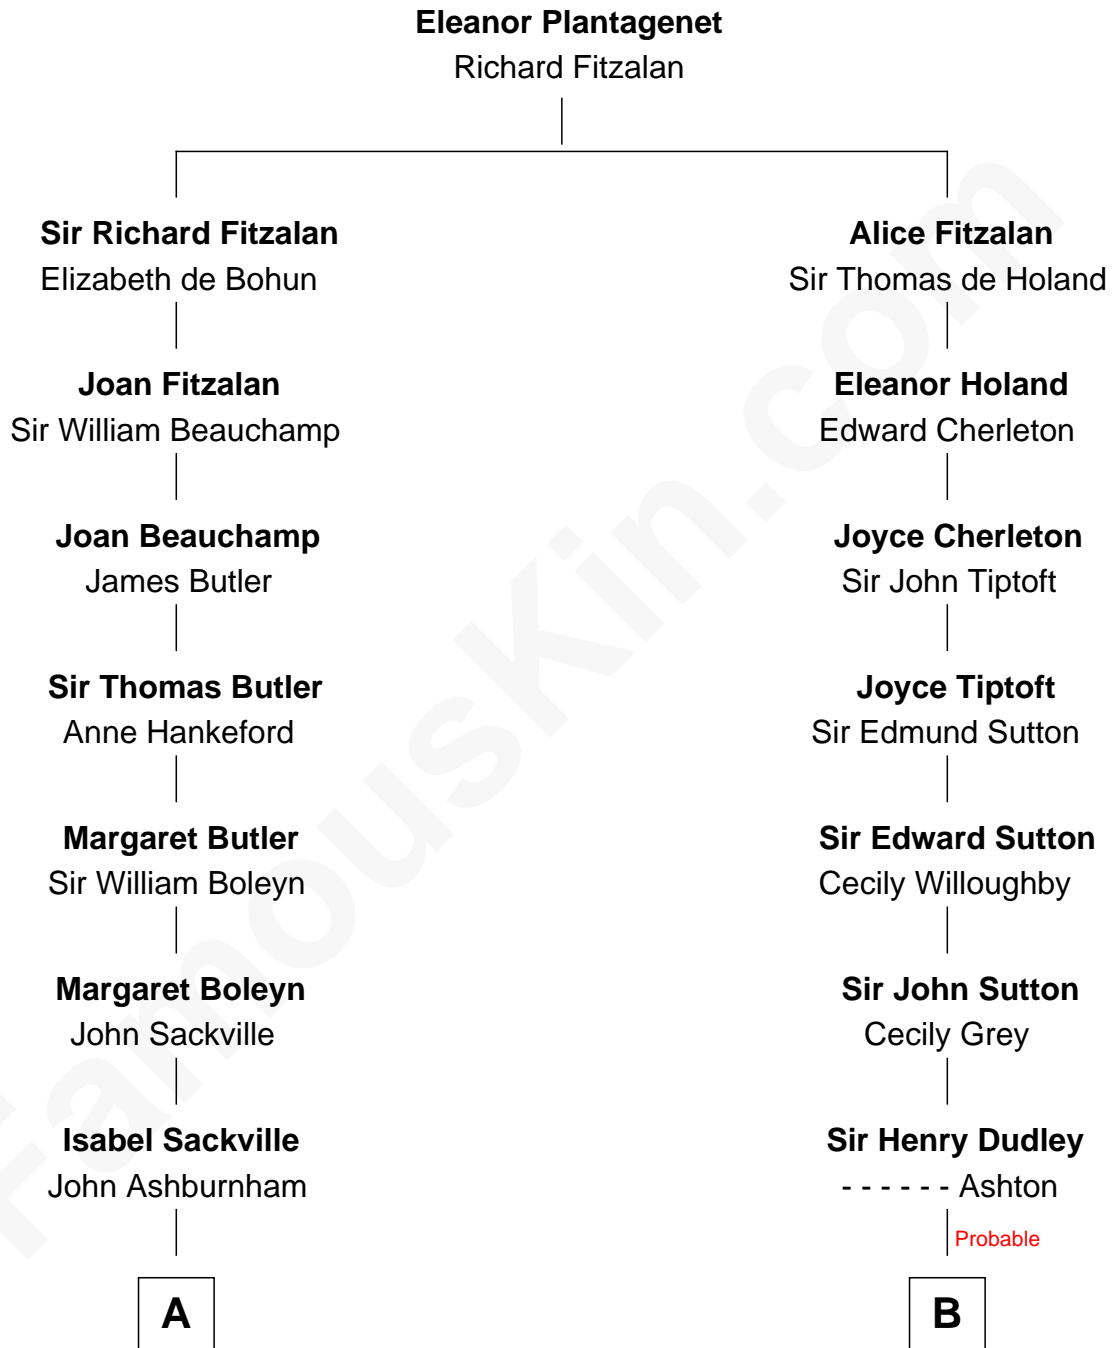 Eleanor Plantagenet
Richard Fitzalan
Sir Richard Fitzalan
Elizabeth de Bohun
Alice Fitzalan
Sir Thomas de Holand
Joan Fitzalan
Sir William Beauchamp
Eleanor Holand
Edward Cherleton
Joan Beauchamp
James Butler
Joyce Cherleton
Sir John Tiptoft
Sir Thomas Butler
Anne Hankeford
Joyce Tiptoft
Sir Edmund Sutton
Margaret Butler
Sir William Boleyn
Sir Edward Sutton
Cecily Willoughby
Margaret Boleyn
John Sackville
Sir John Sutton
Cecily Grey
Isabel Sackville
John Ashburnham
Sir Henry Dudley
- - - - - - Ashton
Probable
A
B
FamousKin.com